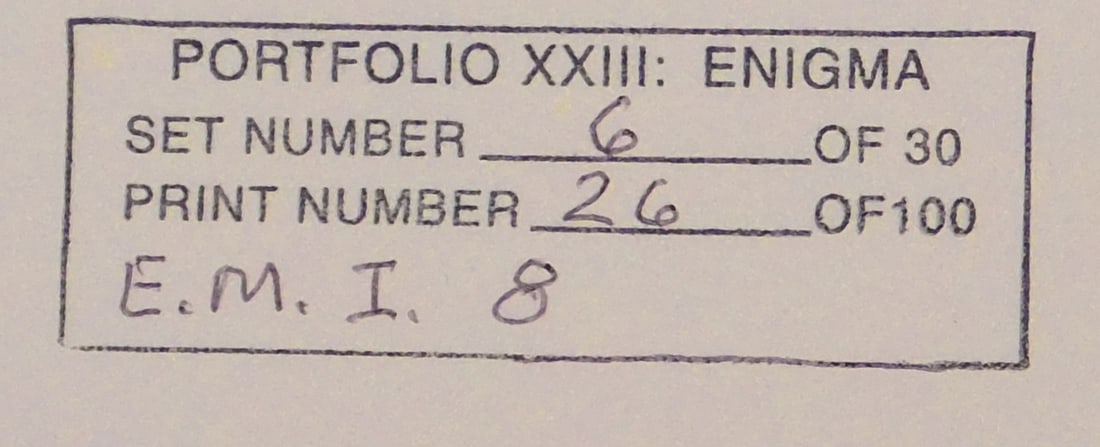 PORTFOLIO XXIII: ENIGMA
SET NUMBER 6 OF 30
PRINT NUMBER 26 OF100
E.M. I. 8